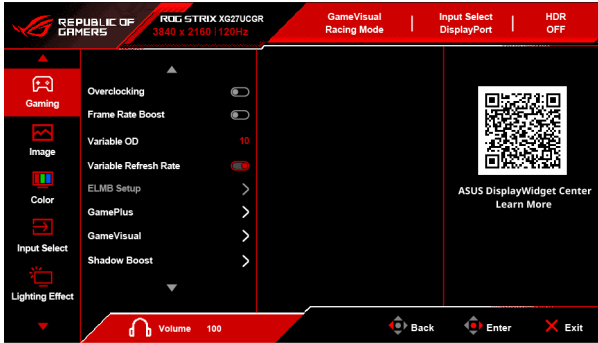 REPUBLIC OF
GAMERS
ROG STRIX XG27UCGR
3840 x 2160 120Hz
GameVisual
Racing Mode
Input Select
DisplayPort
HDR
OFF
Gaming
Image
Color
Input Select
Lighting Effect
Overclocking
Frame Rate Boost
Variable OD 10
Variable Refresh Rate
ELMB Setup
GamePlus
GameVisual
Shadow Boost
ASUS DisplayWidget Center
Learn More
Volume 100
Back
Enter
Exit